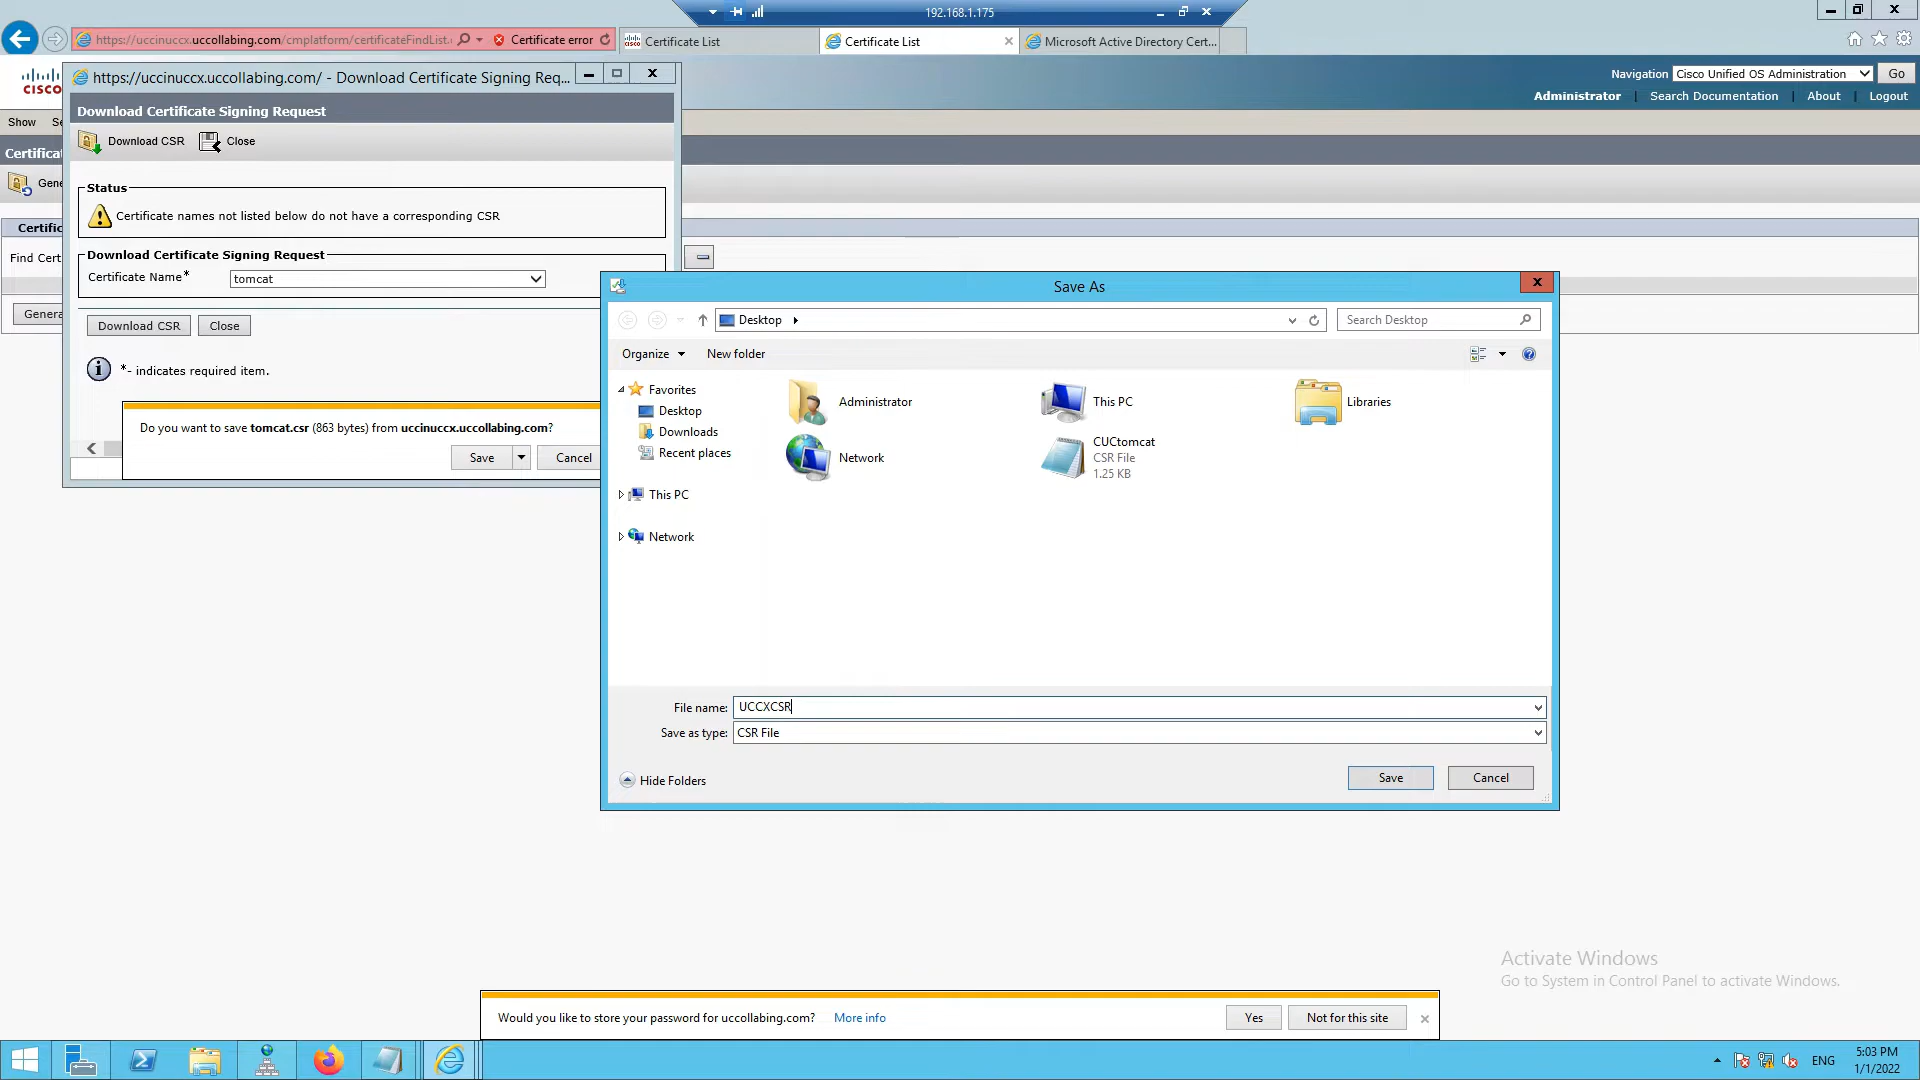 192.168.1.175
https://uccinuccx.uccollabing.com/cmplatform/certificateFindList.
Certificate error
Certificate List
Certificate List
Microsoft Active Directory Cert...
cisco
Navigation
Cisco Unified OS Administration
Go
Administrator
Search Documentation
About
Logout
https://uccinuccx.uccollabing.com/ - Download Certificate Signing Req...
Show
Se
Download Certificate Signing Request
Download CSR
Close
Certifica
Gene
Status
Certificate names not listed below do not have a corresponding CSR
Certific
Find Cert
Download Certificate Signing Request
Certificate Name*
tomcat
Genera
Download CSR
Close
*- indicates required item.
Do you want to save tomcat.csr (863 bytes) from uccinuccx.uccollabing.com?
Save
Cancel
Save As
Desktop
Search Desktop
Organize
New folder
Favorites
Desktop
Downloads
Recent places
This PC
Network
Administrator
This PC
Libraries
Network
CUCtomcat
CSR File
1.25 KB
File name:
UCCXCSR
Save as type:
CSR File
Hide Folders
Save
Cancel
Activate Windows
Go to System in Control Panel to activate Windows.
Would you like to store your password for uccollabing.com?
More info
Yes
Not for this site
ENG
5:03 PM
1/1/2022